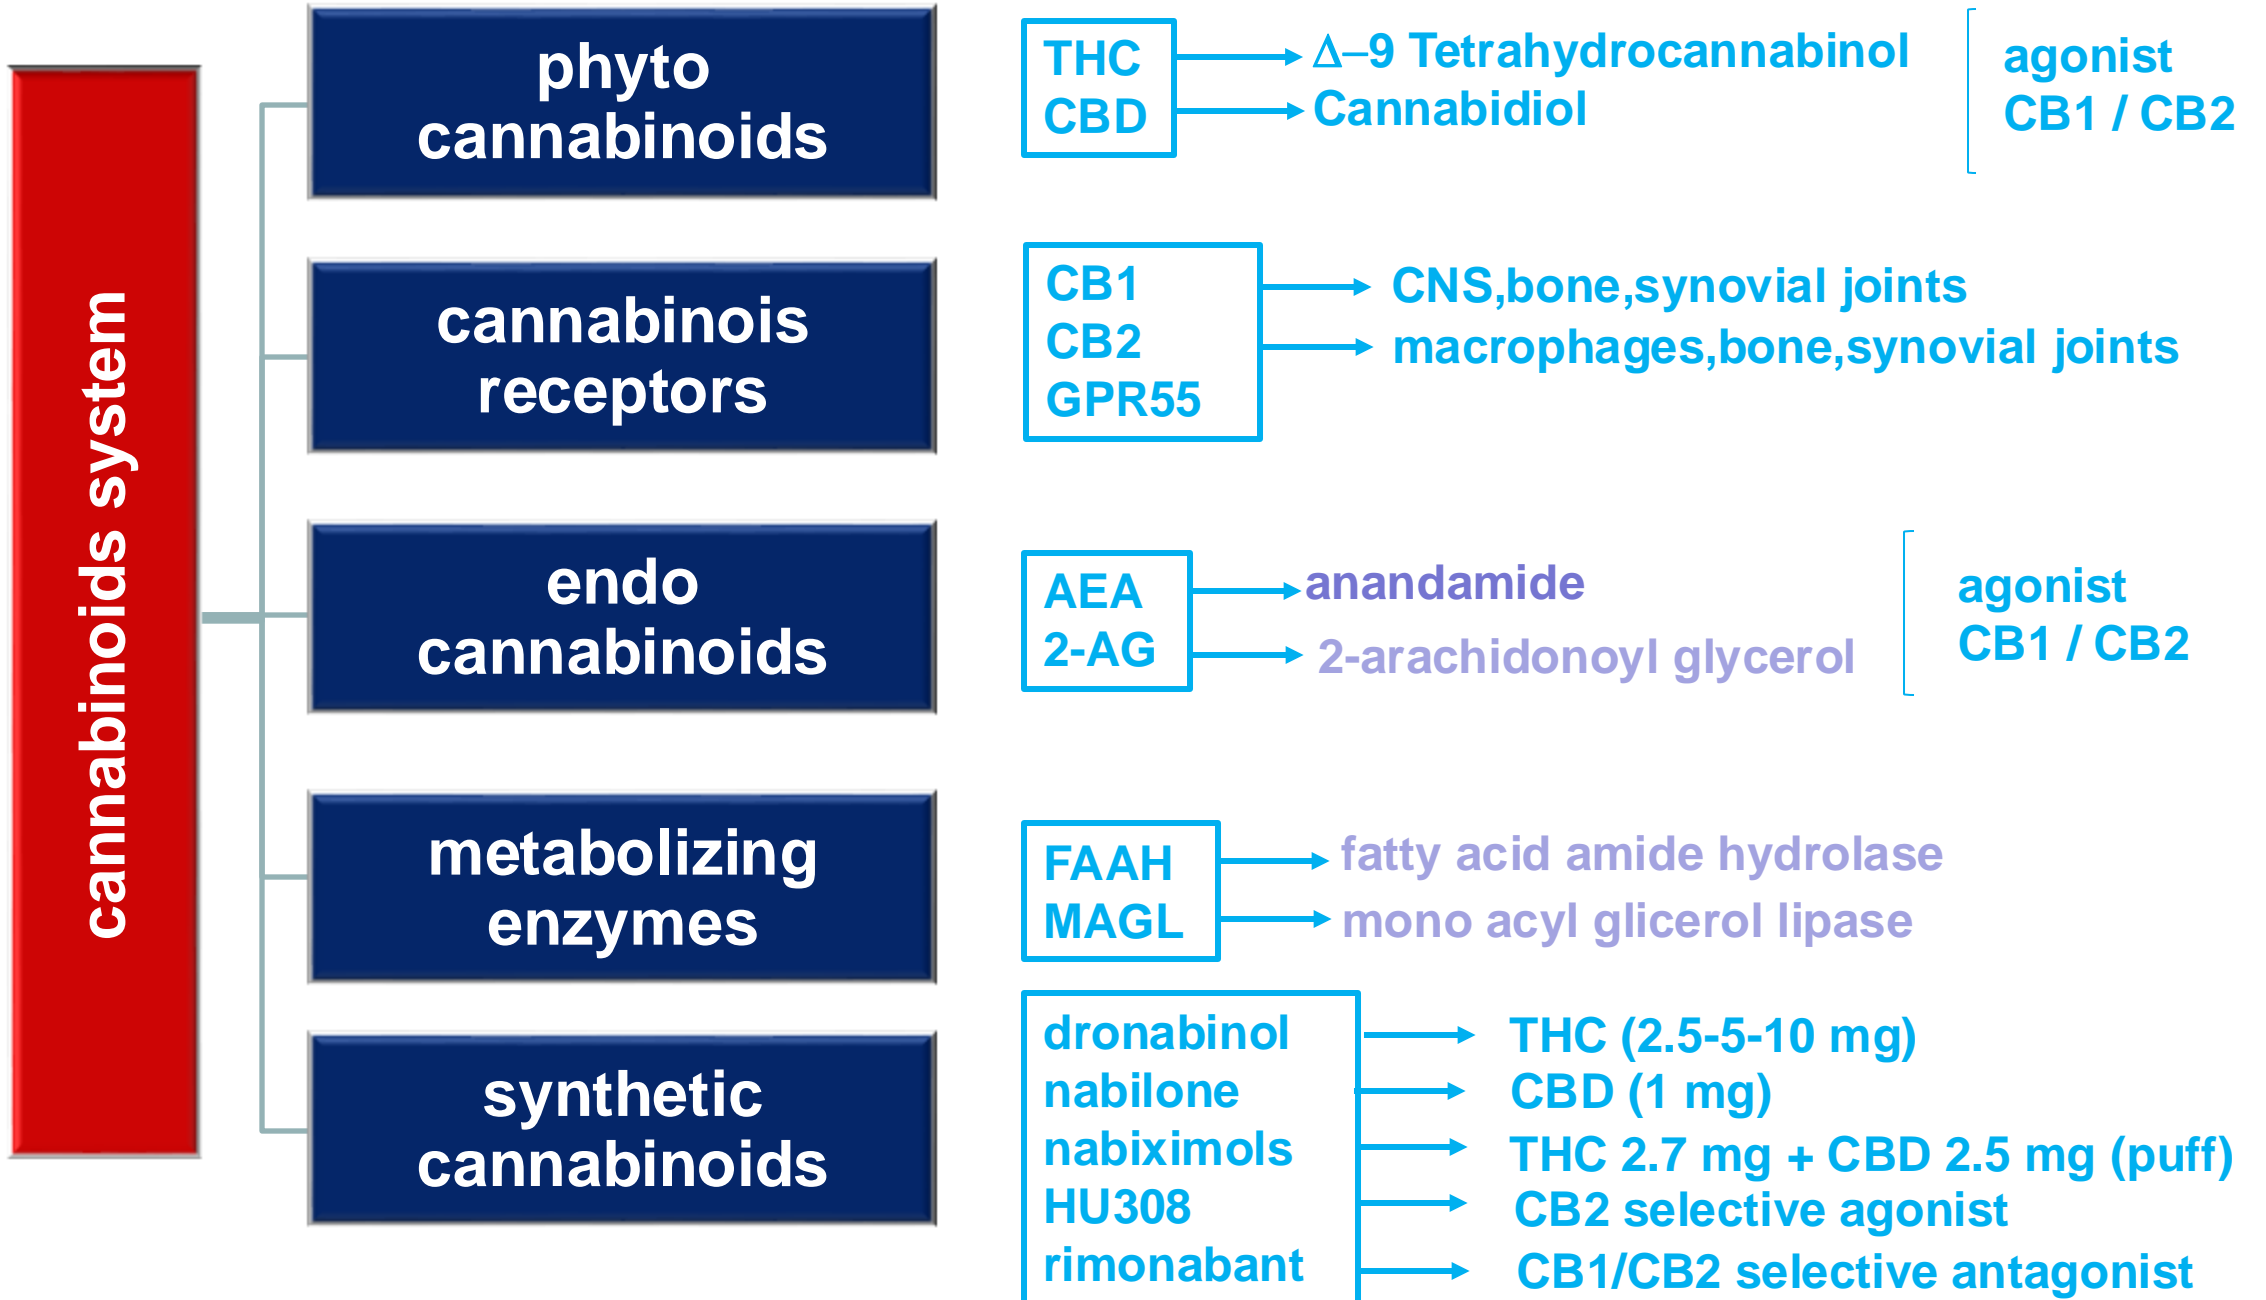 cannabinoids system
phyto
cannabinoids
THC
CBD
Δ–9 Tetrahydrocannabinol
Cannabidiol
agonist
CB1 / CB2
cannabinois
receptors
CB1
CB2
GPR55
CNS,bone,synovial joints
macrophages,bone,synovial joints
endo
cannabinoids
AEA
2-AG
anandamide
2-arachidonoyl glycerol
agonist
CB1 / CB2
metabolizing
enzymes
FAAH
MAGL
fatty acid amide hydrolase
mono acyl glicerol lipase
synthetic
cannabinoids
dronabinol
nabilone
nabiximols
HU308
rimonabant
THC (2.5-5-10 mg)
CBD (1 mg)
THC 2.7 mg + CBD 2.5 mg (puff)
CB2 selective agonist
CB1/CB2 selective antagonist